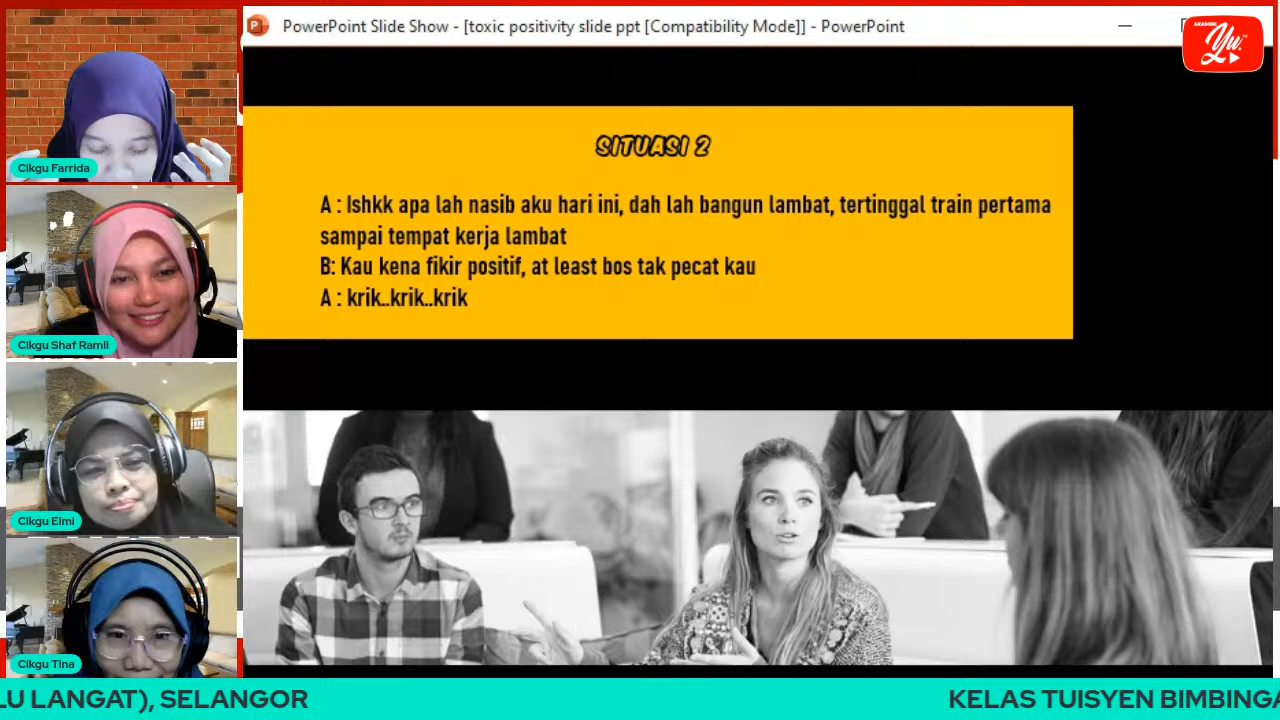 PowerPoint Slide Show - [toxic positivity slide ppt [Compatibility Mode]] - PowerPoint
AKADEMI
Yu.
SITUASI 2
A : Ishkk apa lah nasib aku hari ini, dah lah bangun lambat, tertinggal train pertama
sampai tempat kerja lambat
B: Kau kena fikir positif, at least bos tak pecat kau
A : krik..krik..krik
Cikgu Farrida
Cikgu Shaf Ramli
Cikgu Elmi
Cikgu Tina
LU LANGAT), SELANGOR
KELAS TUISYEN BIMBINGA